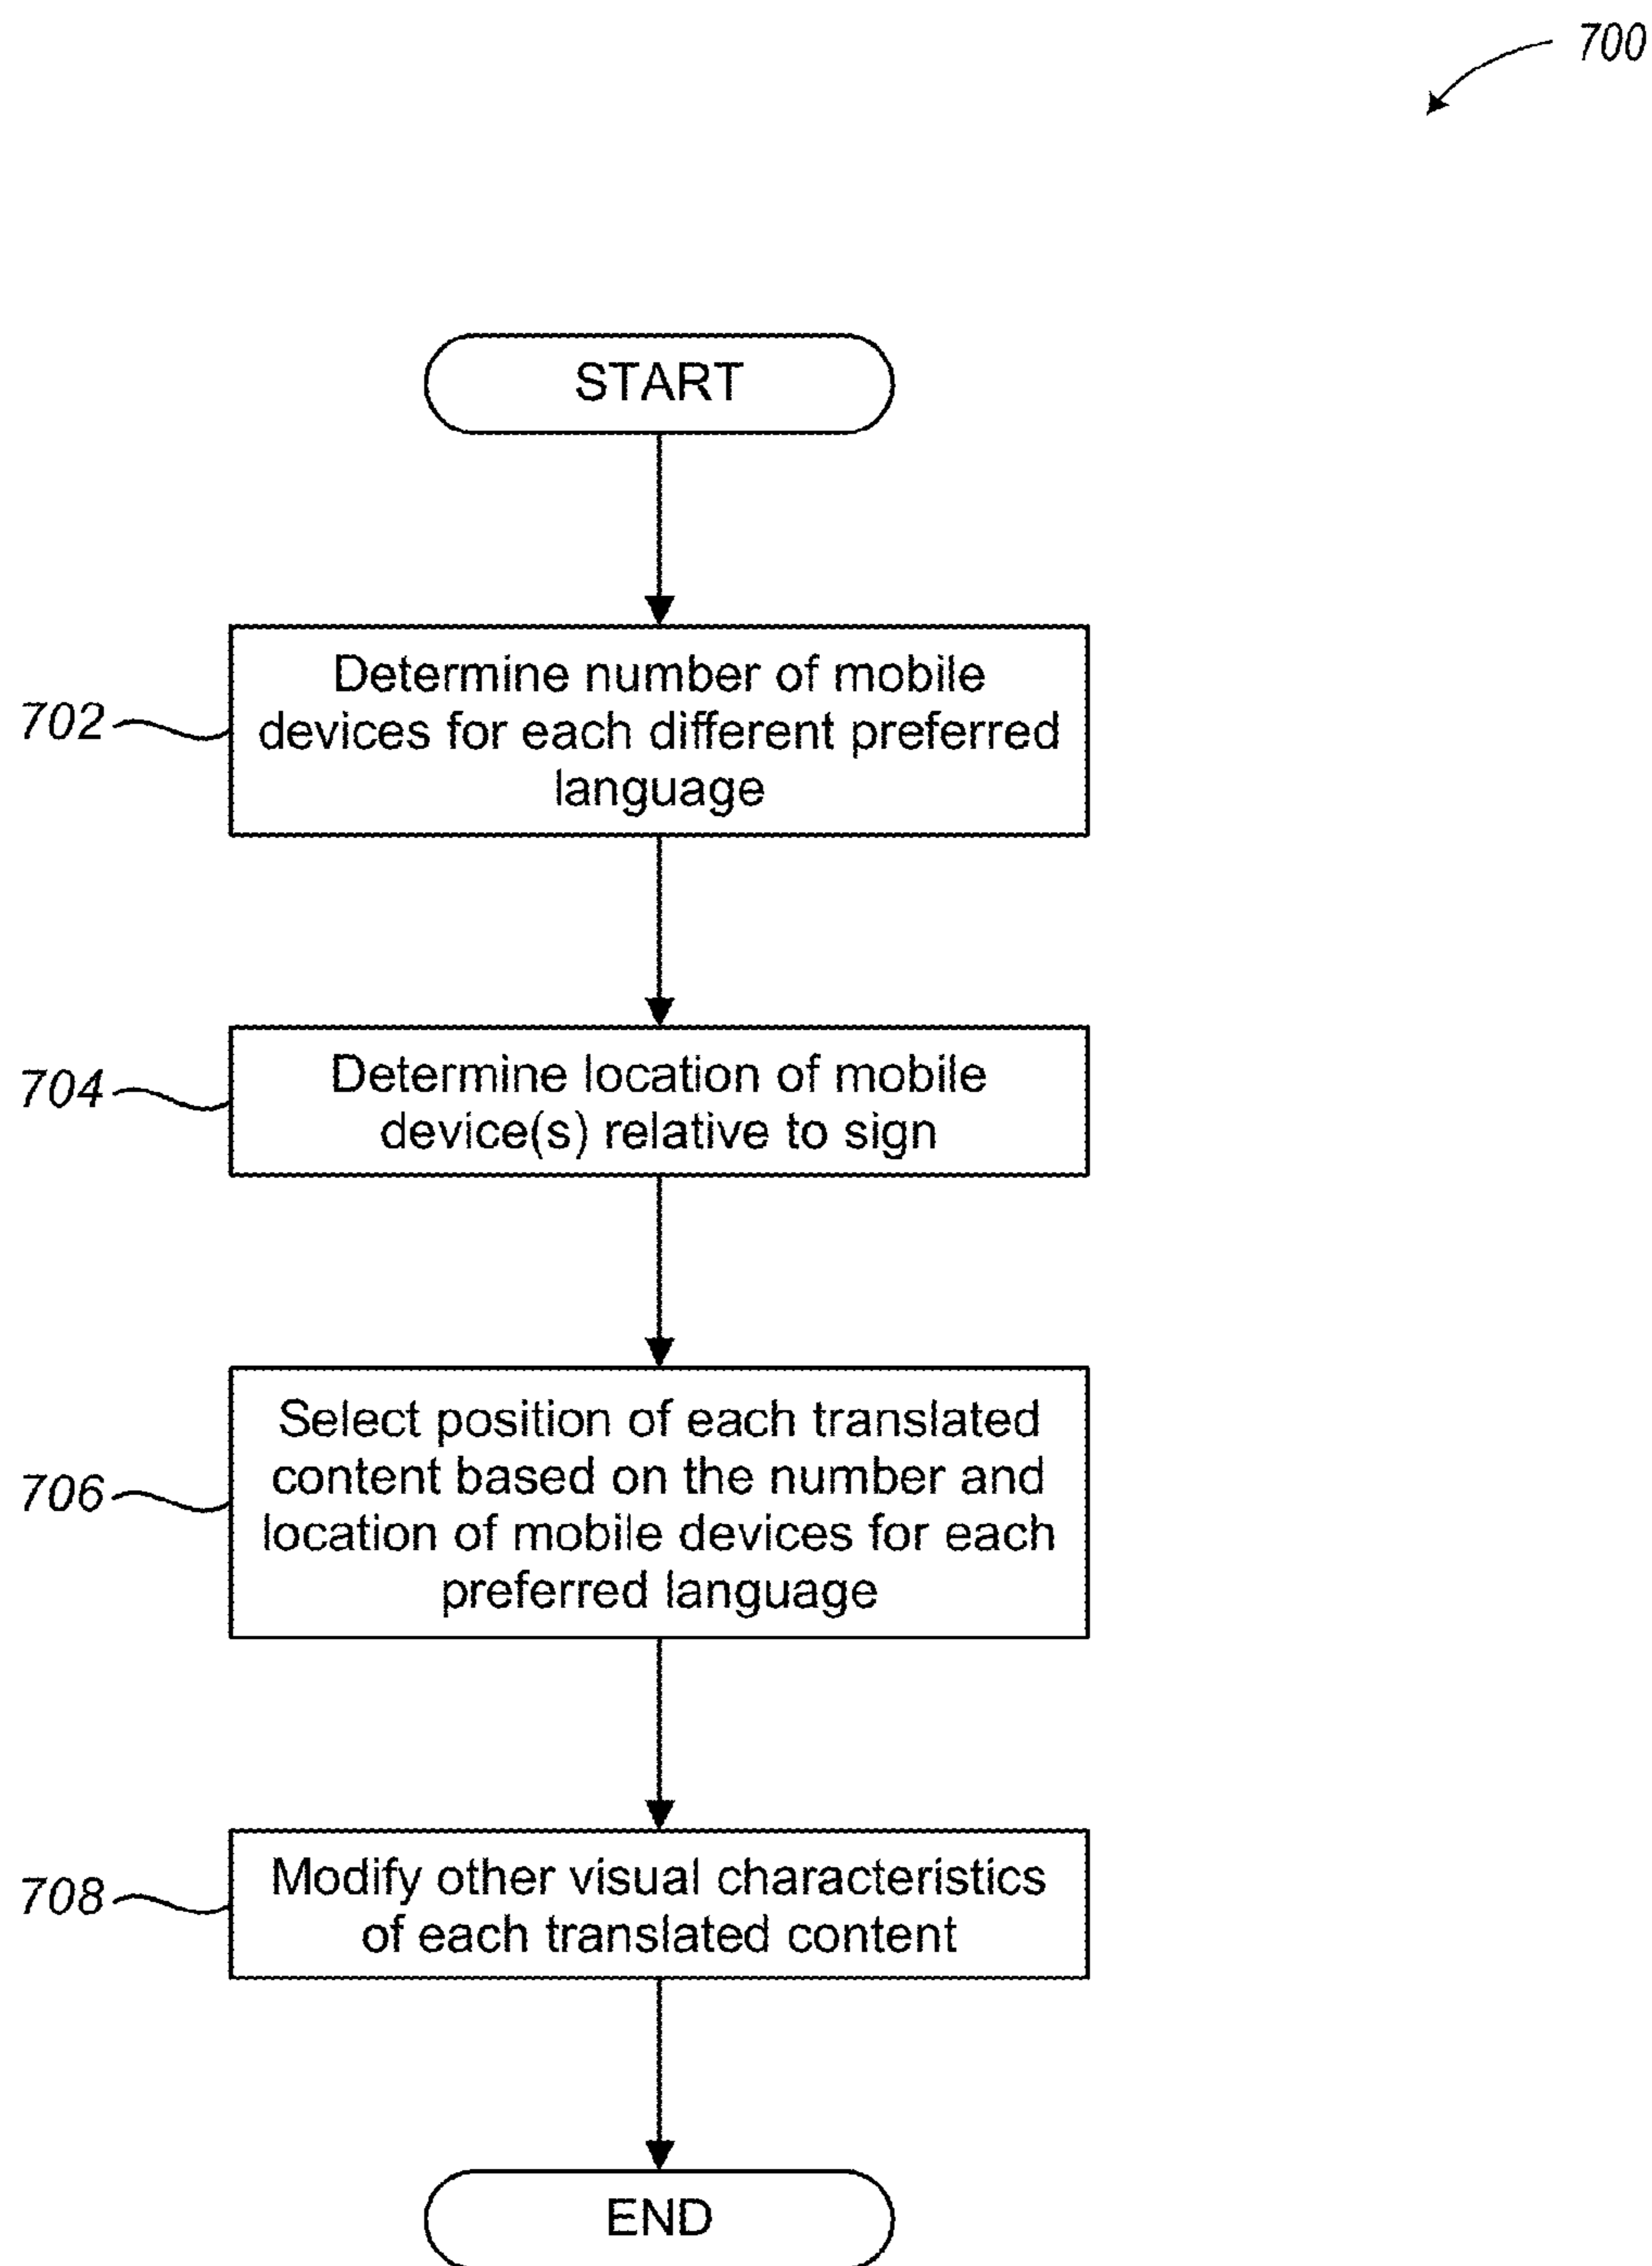 700
START
702
Determine number of mobile
devices for each different preferred
language
704
Determine location of mobile
device(s) relative to sign
706
Select position of each translated
content based on the number and
location of mobile devices for each
preferred language
708
Modify other visual characteristics
of each translated content
END